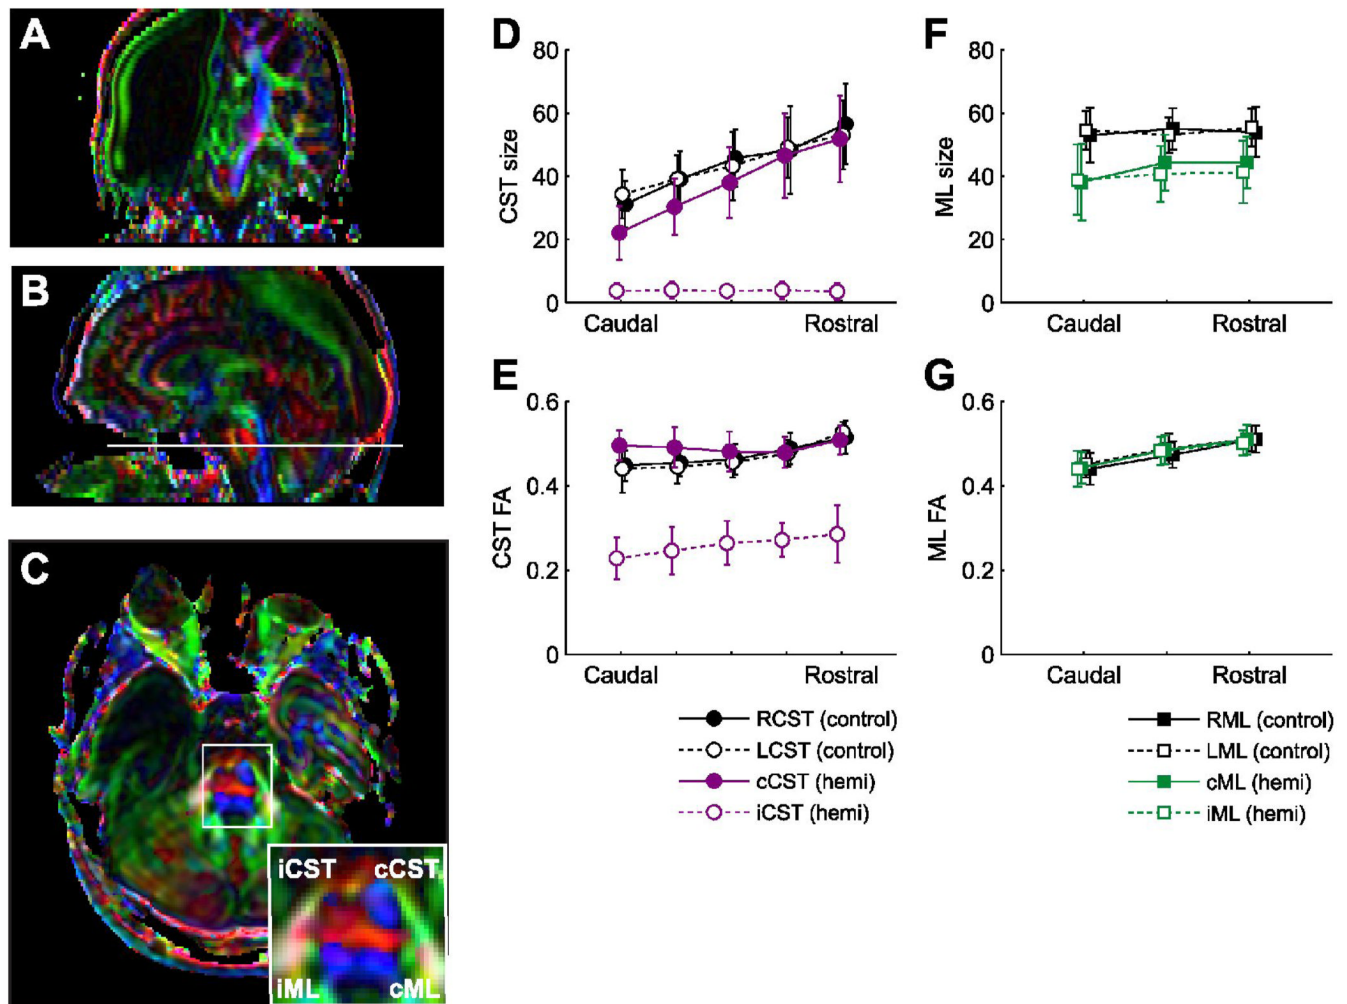 A
B
C
iCST cCST
iML cML
D
80
60
40
20
0
CST size
Caudal Rostral
E
0.6
0.4
0.2
0
CST FA
Caudal Rostral
RCST (control)
LCST (control)
cCST (hemi)
iCST (hemi)
F
80
60
40
20
0
ML size
Caudal Rostral
G
0.6
0.4
0.2
0
ML FA
Caudal Rostral
RML (control)
LML (control)
cML (hemi)
iML (hemi)